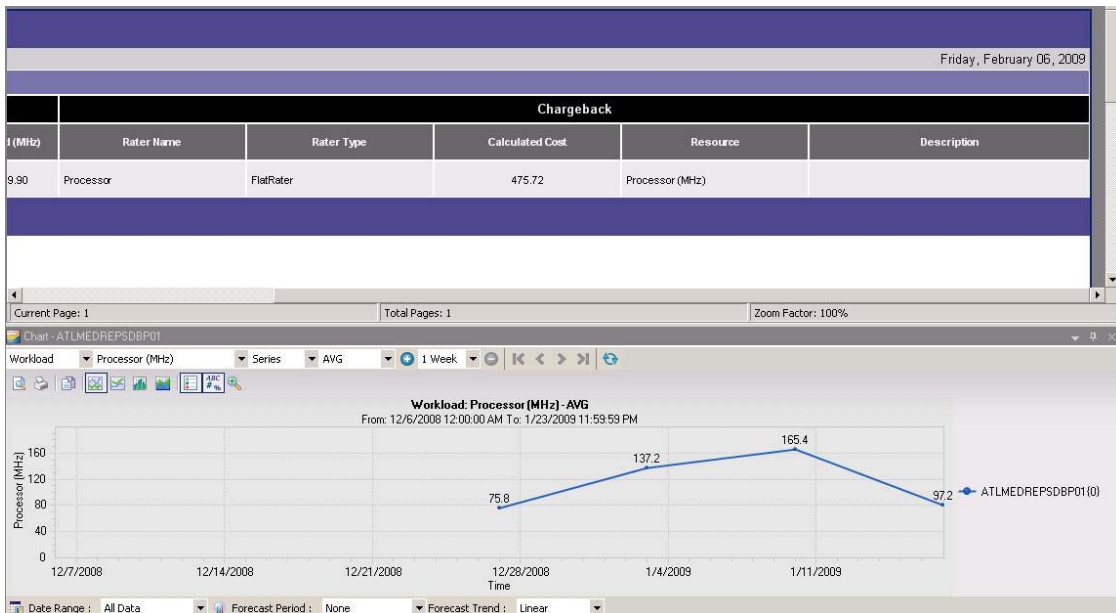 Friday, February 06, 2009
Chargeback
(MHz) Rater Name Rater Type Calculated Cost Resource Description
9.90 Processor FlatRater 475.72 Processor (MHz)
Current Page: 1 Total Pages: 1 Zoom Factor: 100%
Chart - ATLMEDREPSDBP01
Workload Processor (MHz) Series AVG 1 Week
ABC # %
Workload: Processor (MHz) - AVG
From: 12/6/2008 12:00:00 AM To: 1/23/2009 11:59:59 PM
Processor (MHz)
160
120
80
40
0
75.8
137.2
165.4
97.2
ATLMEDREPSDBP01{0}
12/7/2008 12/14/2008 12/21/2008 12/28/2008 1/4/2009 1/11/2009
Time
Date Range : All Data Forecast Period : None Forecast Trend : Linear